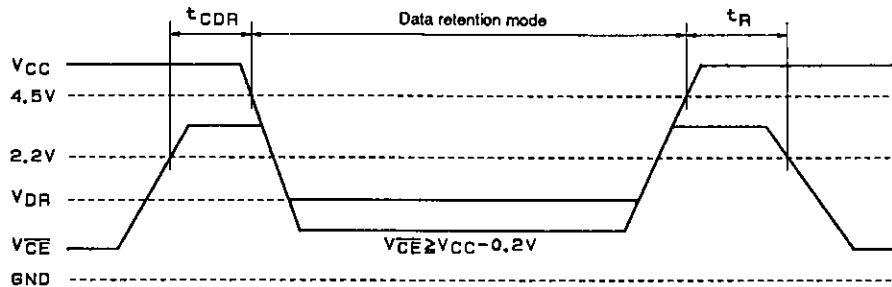 tCDR
Data retention mode
tR
VCC
4.5V
2.2V
VDR
VCE
VCE≧VCC-0.2V
GND